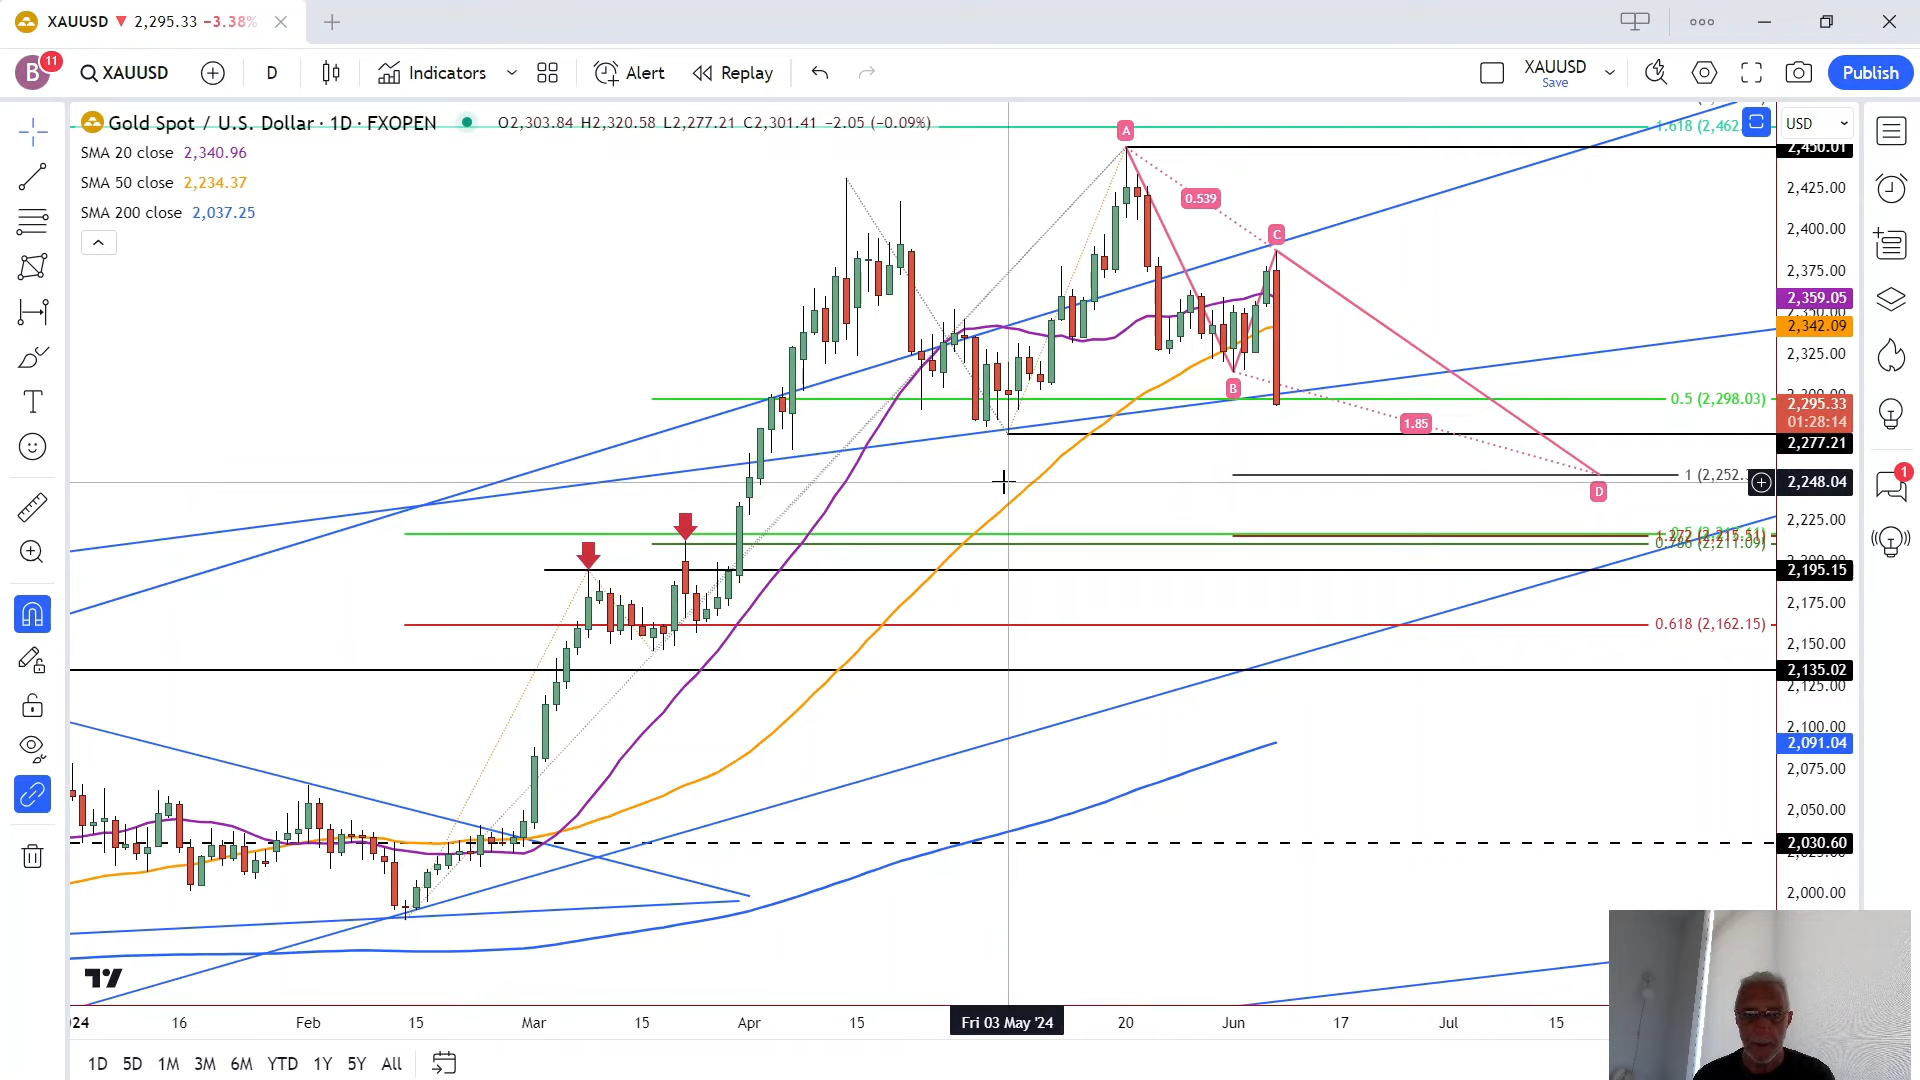 XAUUSD ▼ 2,295.33 −3.38%
B 11 XAUUSD D Indicators Alert Replay XAUUSD Save Publish
Gold Spot / U.S. Dollar · 1D · FXOPEN O2,303.84 H2,320.58 L2,277.21 C2,301.41 −2.05 (−0.09%)
SMA 20 close 2,340.96
SMA 50 close 2,234.37
SMA 200 close 2,037.25
USD
A
0.539
C
B
1.85
D
0.5 (2,298.03)
0.618 (2,162.15)
2,450.01
2,425.00
2,400.00
2,375.00
2,359.05
2,342.09
2,325.00
2,295.33
01:28:14
2,277.21
2,248.04
2,225.00
2,195.15
2,175.00
2,150.00
2,135.02
2,125.00
2,100.00
2,091.04
2,075.00
2,050.00
2,030.60
2,000.00
1
16 Feb 15 Mar 15 Apr 15 Fri 03 May '24 20 Jun 17 Jul 15
1D 5D 1M 3M 6M YTD 1Y 5Y All